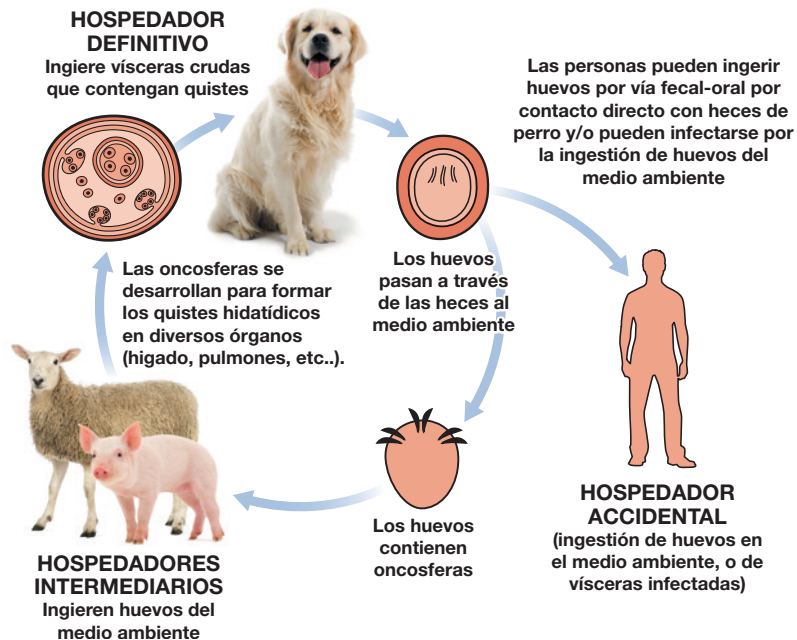 HOSPEDADOR
DEFINITIVO
Ingiere vísceras crudas
que contengan quistes
Las personas pueden ingerir
huevos por vía fecal-oral por
contacto directo con heces de
perro y/o pueden infectarse por
la ingestión de huevos del
medio ambiente
Los huevos
pasan a través
de las heces al
medio ambiente
Las oncosferas se
desarrollan para formar
los quistes hidatídicos
en diversos órganos
(higado, pulmones, etc..).
Los huevos
contienen
oncosferas
HOSPEDADOR
ACCIDENTAL
(ingestión de huevos en
el medio ambiente, o de
vísceras infectadas)
HOSPEDADORES
INTERMEDIARIOS
Ingieren huevos del
medio ambiente